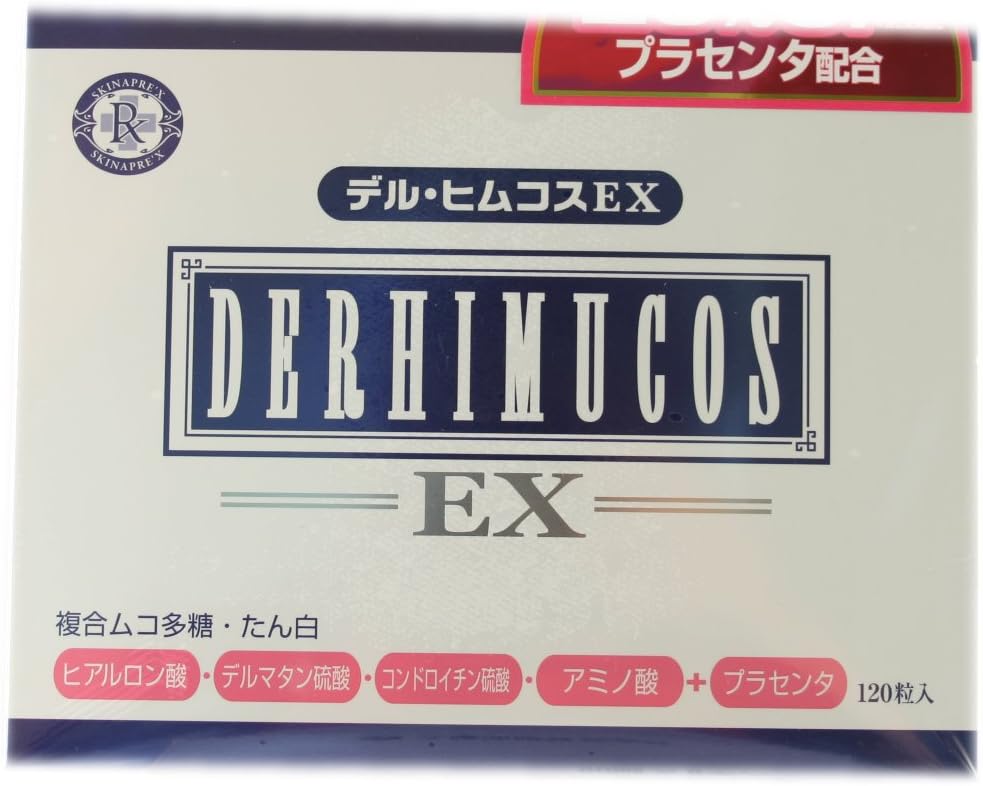 プラセンタ配合
SKINAPRE'X
Rx
SKINAPRE'X
デル・ヒムコスEX
DERHIMUCOS
EX
複合ムコ多糖・たん白
ヒアルロン酸・デルマタン硫酸・コンドロイチン硫酸・アミノ酸+プラセンタ 120粒入